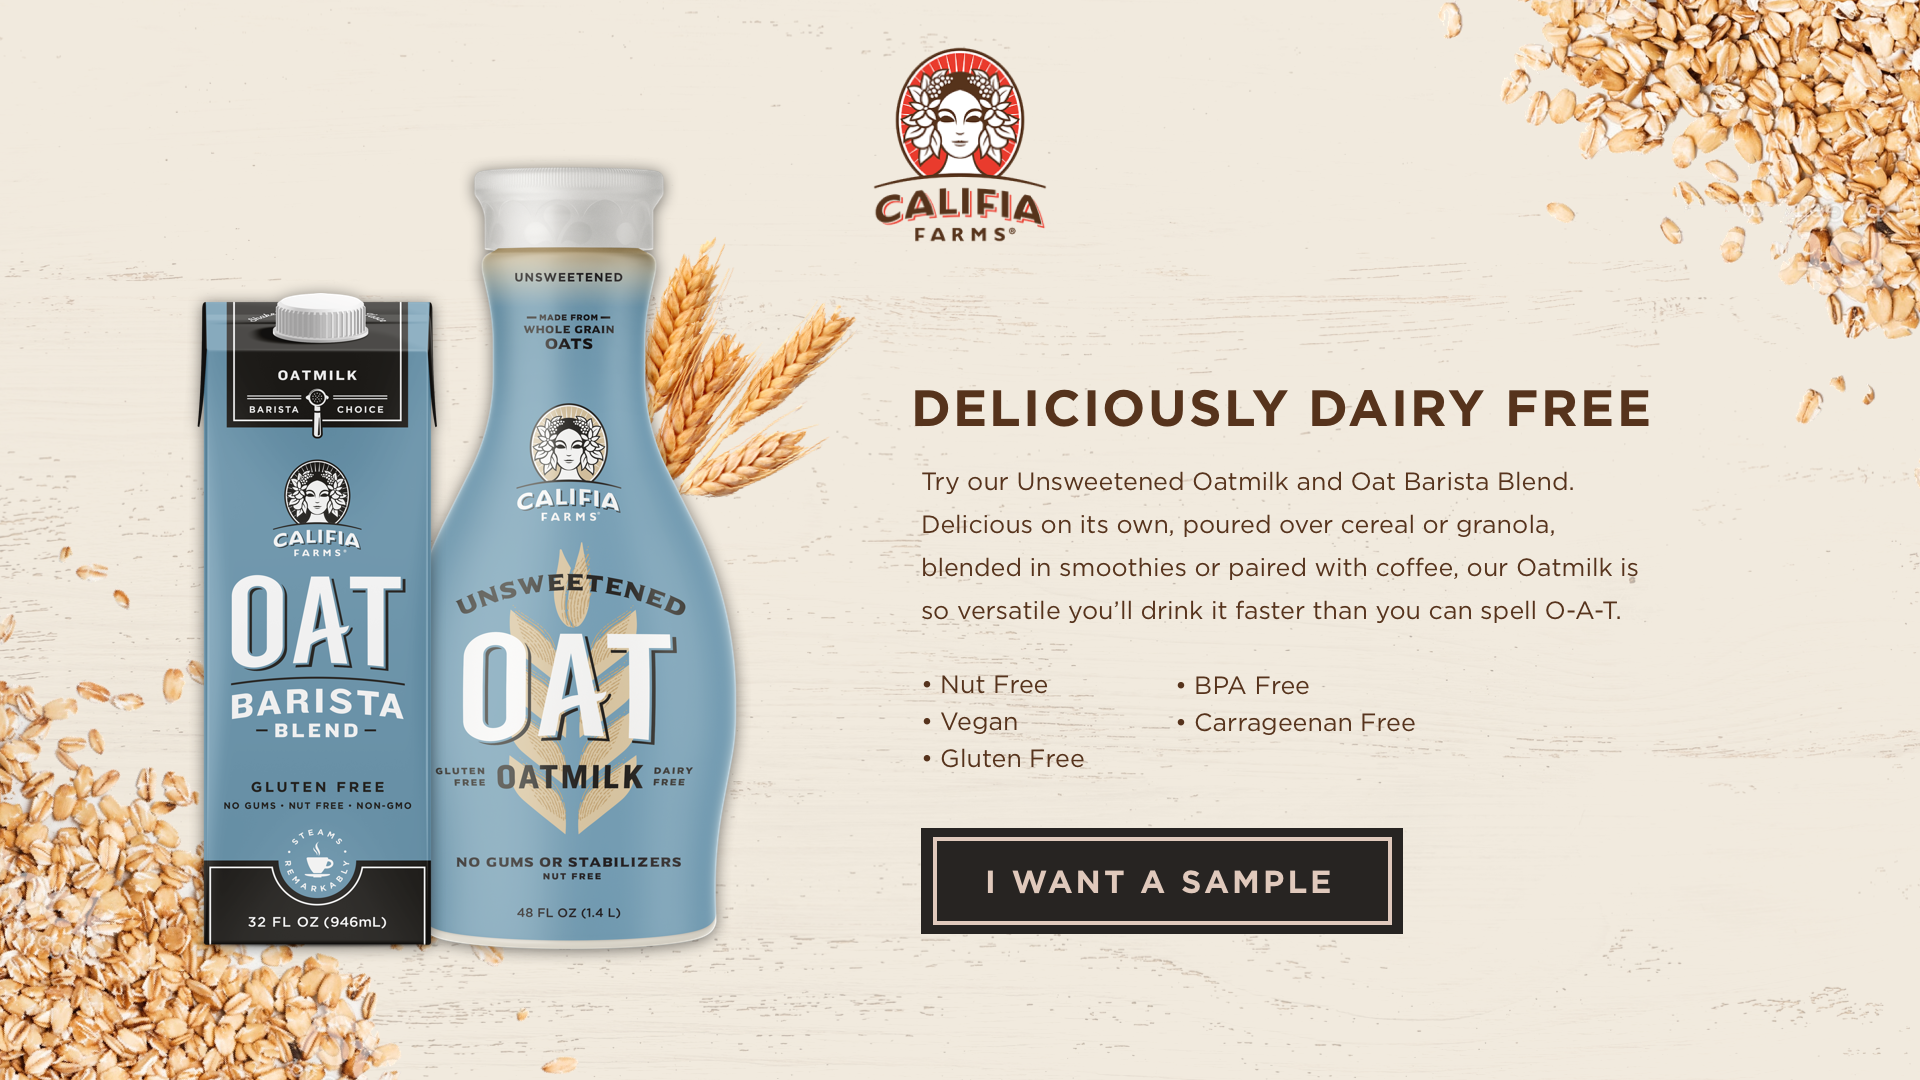 CALIFIA
FARMS®
OATMILK
BARISTA CHOICE
CALIFIA
FARMS
OAT
BARISTA
BLEND
GLUTEN FREE
NO GUMS • NUT FREE • NON-GMO
STEAMS
REMARKABLY
32 FL OZ (946mL)
UNSWEETENED
MADE FROM
WHOLE GRAIN
OATS
CALIFIA
FARMS
UNSWEETENED
OAT
GLUTEN FREE
OATMILK
DAIRY FREE
NO GUMS OR STABILIZERS
NUT FREE
48 FL OZ (1.4 L)
DELICIOUSLY DAIRY FREE
Try our Unsweetened Oatmilk and Oat Barista Blend.
Delicious on its own, poured over cereal or granola,
blended in smoothies or paired with coffee, our Oatmilk is
so versatile you’ll drink it faster than you can spell O-A-T.
• Nut Free
• Vegan
• Gluten Free
• BPA Free
• Carrageenan Free
I WANT A SAMPLE